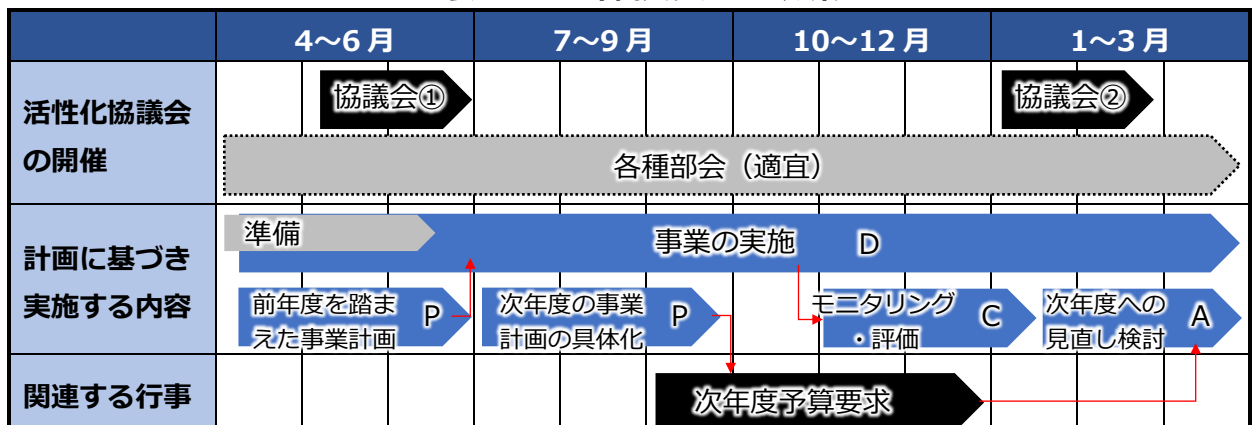 4～6月
7～9月
10～12月
1～3月
活性化協議会
の開催
協議会①
協議会②
各種部会（適宜）
計画に基づき
実施する内容
準備
事業の実施 D
前年度を踏ま
えた事業計画
P
次年度の事業
計画の具体化
P
モニタリング
・評価
C
次年度への
見直し検討
A
関連する行事
次年度予算要求